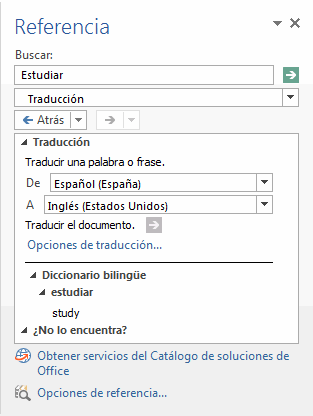 Referencia
Buscar:
Estudiar
Traducción
Atrás
Traducción
Traducir una palabra o frase.
De Español (España)
A Inglés (Estados Unidos)
Traducir el documento.
Opciones de traducción...
Diccionario bilingüe
estudiar
study
¿No lo encuentra?
Obtener servicios del Catálogo de soluciones de
Office
Opciones de referencia...